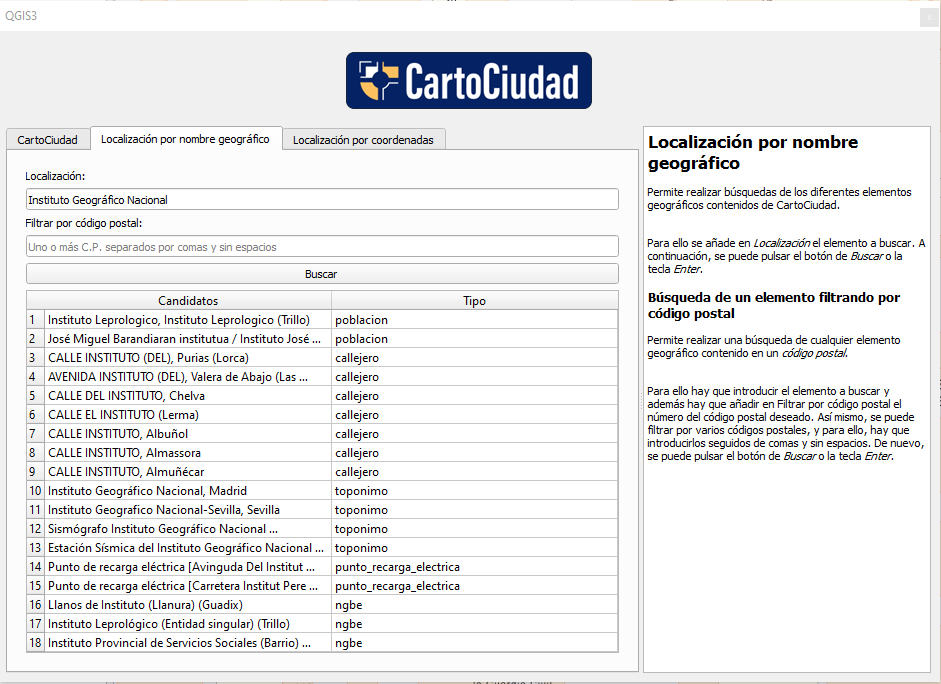 QGIS3
CartoCiudad
CartoCiudad
Localización por nombre geográfico
Localización por coordenadas
Localización:
Instituto Geográfico Nacional
Filtrar por código postal:
Uno o más C.P. separados por comas y sin espacios
Buscar
Candidatos Tipo
1 Instituto Leprologico, Instituto Leprologico (Trillo) poblacion
2 José Miguel Barandiaran institutua / Instituto José ... poblacion
3 CALLE INSTITUTO (DEL), Purias (Lorca) callejero
4 AVENIDA INSTITUTO (DEL), Valera de Abajo (Las ... callejero
5 CALLE DEL INSTITUTO, Chelva callejero
6 CALLE EL INSTITUTO (Lerma) callejero
7 CALLE INSTITUTO, Albuñol callejero
8 CALLE INSTITUTO, Almassora callejero
9 CALLE INSTITUTO, Almuñécar callejero
10 Instituto Geográfico Nacional, Madrid toponimo
11 Instituto Geografico Nacional-Sevilla, Sevilla toponimo
12 Sismógrafo Instituto Geográfico Nacional ... toponimo
13 Estación Sísmica del Instituto Geográfico Nacional ... toponimo
14 Punto de recarga eléctrica [Avinguda Del Institut ... punto_recarga_electrica
15 Punto de recarga eléctrica [Carretera Institut Pere ... punto_recarga_electrica
16 Llanos de Instituto (Llanura) (Guadix) ngbe
17 Instituto Leprológico (Entidad singular) (Trillo) ngbe
18 Instituto Provincial de Servicios Sociales (Barrio) ... ngbe
Localización por nombre
geográfico
Permite realizar búsquedas de los diferentes elementos
geográficos contenidos de CartoCiudad.
Para ello se añade en Localización el elemento a buscar. A
continuación, se puede pulsar el botón de Buscar o la
tecla Enter.
Búsqueda de un elemento filtrando por
código postal
Permite realizar una búsqueda de cualquier elemento
geográfico contenido en un código postal.
Para ello hay que introducir el elemento a buscar y
además hay que añadir en Filtrar por código postal el
número del código postal deseado. Así mismo, se puede
filtrar por varios códigos postales, y para ello, hay que
introducirlos seguidos de comas y sin espacios. De nuevo,
se puede pulsar el botón de Buscar o la tecla Enter.